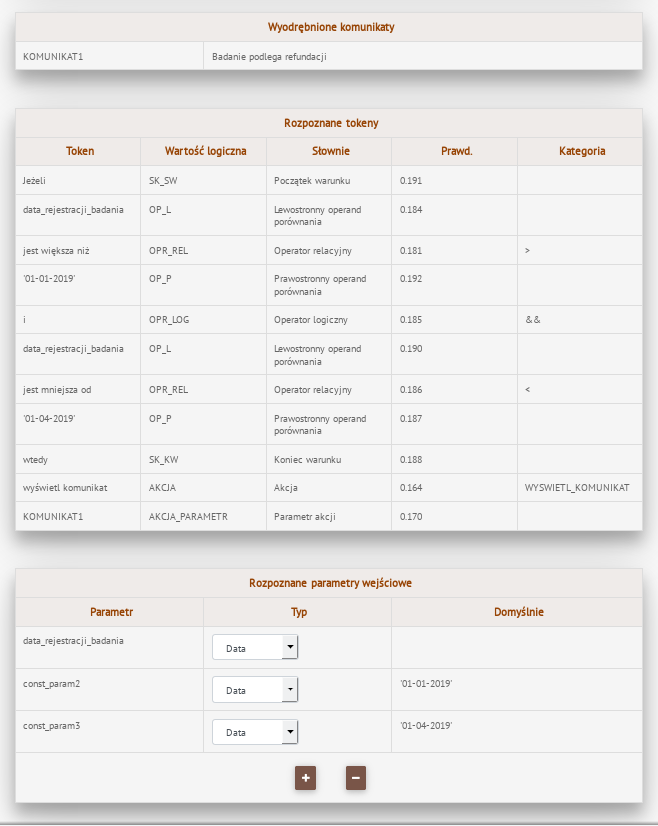 Wyodrębnione komunikaty
KOMUNIKAT1 Badanie podlega refundacji
Rozpoznane tokeny
Token Wartość logiczna Słownie Prawd. Kategoria
Jeżeli SK_SW Początek warunku 0.191
data_rejestracji_badania OP_L Lewostronny operand 0.184
porównania
jest większa niż OPR_REL Operator relacyjny 0.181 >
'01-01-2019' OP_P Prawostronny operand 0.192
porównania
i OPR_LOG Operator logiczny 0.185 &&
data_rejestracji_badania OP_L Lewostronny operand 0.190
porównania
jest mniejsza od OPR_REL Operator relacyjny 0.186 <
'01-04-2019' OP_P Prawostronny operand 0.187
porównania
wtedy SK_KW Koniec warunku 0.188
wyświetl komunikat AKCJA Akcja 0.164 WYSWIETL_KOMUNIKAT
KOMUNIKAT1 AKCJA_PARAMETR Parametr akcji 0.170
Rozpoznane parametry wejściowe
Parametr Typ Domyślnie
data_rejestracji_badania Data
const_param2 Data '01-01-2019'
const_param3 Data '01-04-2019'
+ −